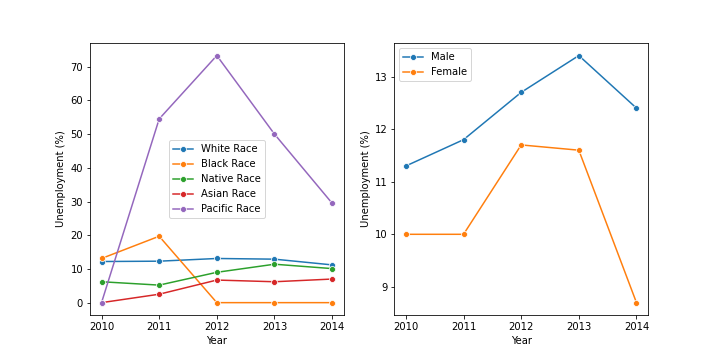 70
60
50
40
30
20
10
0
Unemployment (%)
White Race
Black Race
Native Race
Asian Race
Pacific Race
2010 2011 2012 2013 2014
Year
13
12
11
10
9
Unemployment (%)
Male
Female
2010 2011 2012 2013 2014
Year